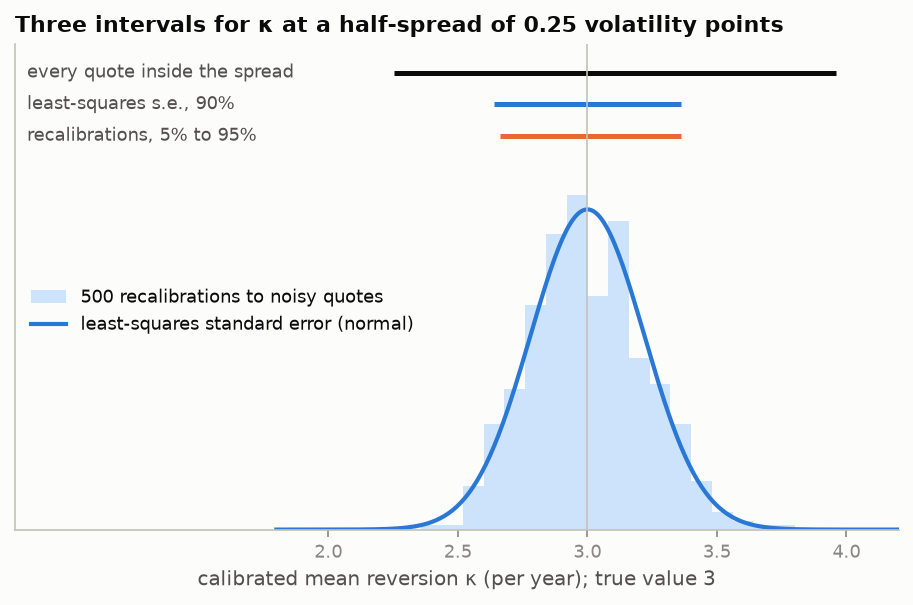 Three intervals for κ at a half-spread of 0.25 volatility points
every quote inside the spread
least-squares s.e., 90%
recalibrations, 5% to 95%
500 recalibrations to noisy quotes
least-squares standard error (normal)
2.0 2.5 3.0 3.5 4.0
calibrated mean reversion κ (per year); true value 3